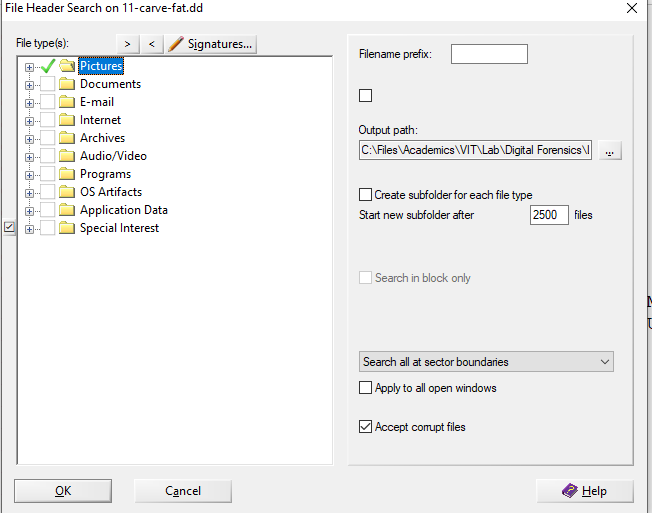 File Header Search on 11-carve-fat.dd
File type(s):
>
<
Signatures...
Pictures
Documents
E-mail
Internet
Archives
Audio/Video
Programs
OS Artifacts
Application Data
Special Interest
Filename prefix:
Output path:
C:\Files\Academics\VIT\Lab\Digital Forensics\
...
Create subfolder for each file type
Start new subfolder after 2500 files
Search in block only
Search all at sector boundaries
Apply to all open windows
Accept corrupt files
OK
Cancel
Help